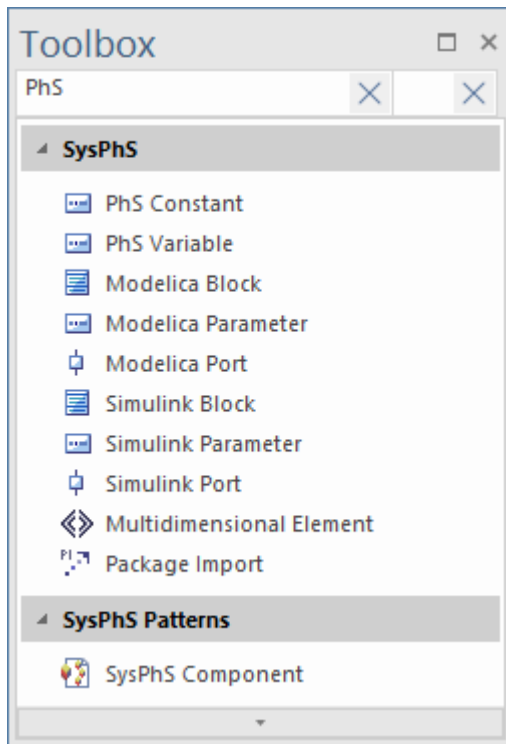 Toolbox
PhS
SysPhS
PhS Constant
PhS Variable
Modelica Block
Modelica Parameter
Modelica Port
Simulink Block
Simulink Parameter
Simulink Port
Multidimensional Element
PI Package Import
SysPhS Patterns
SysPhS Component